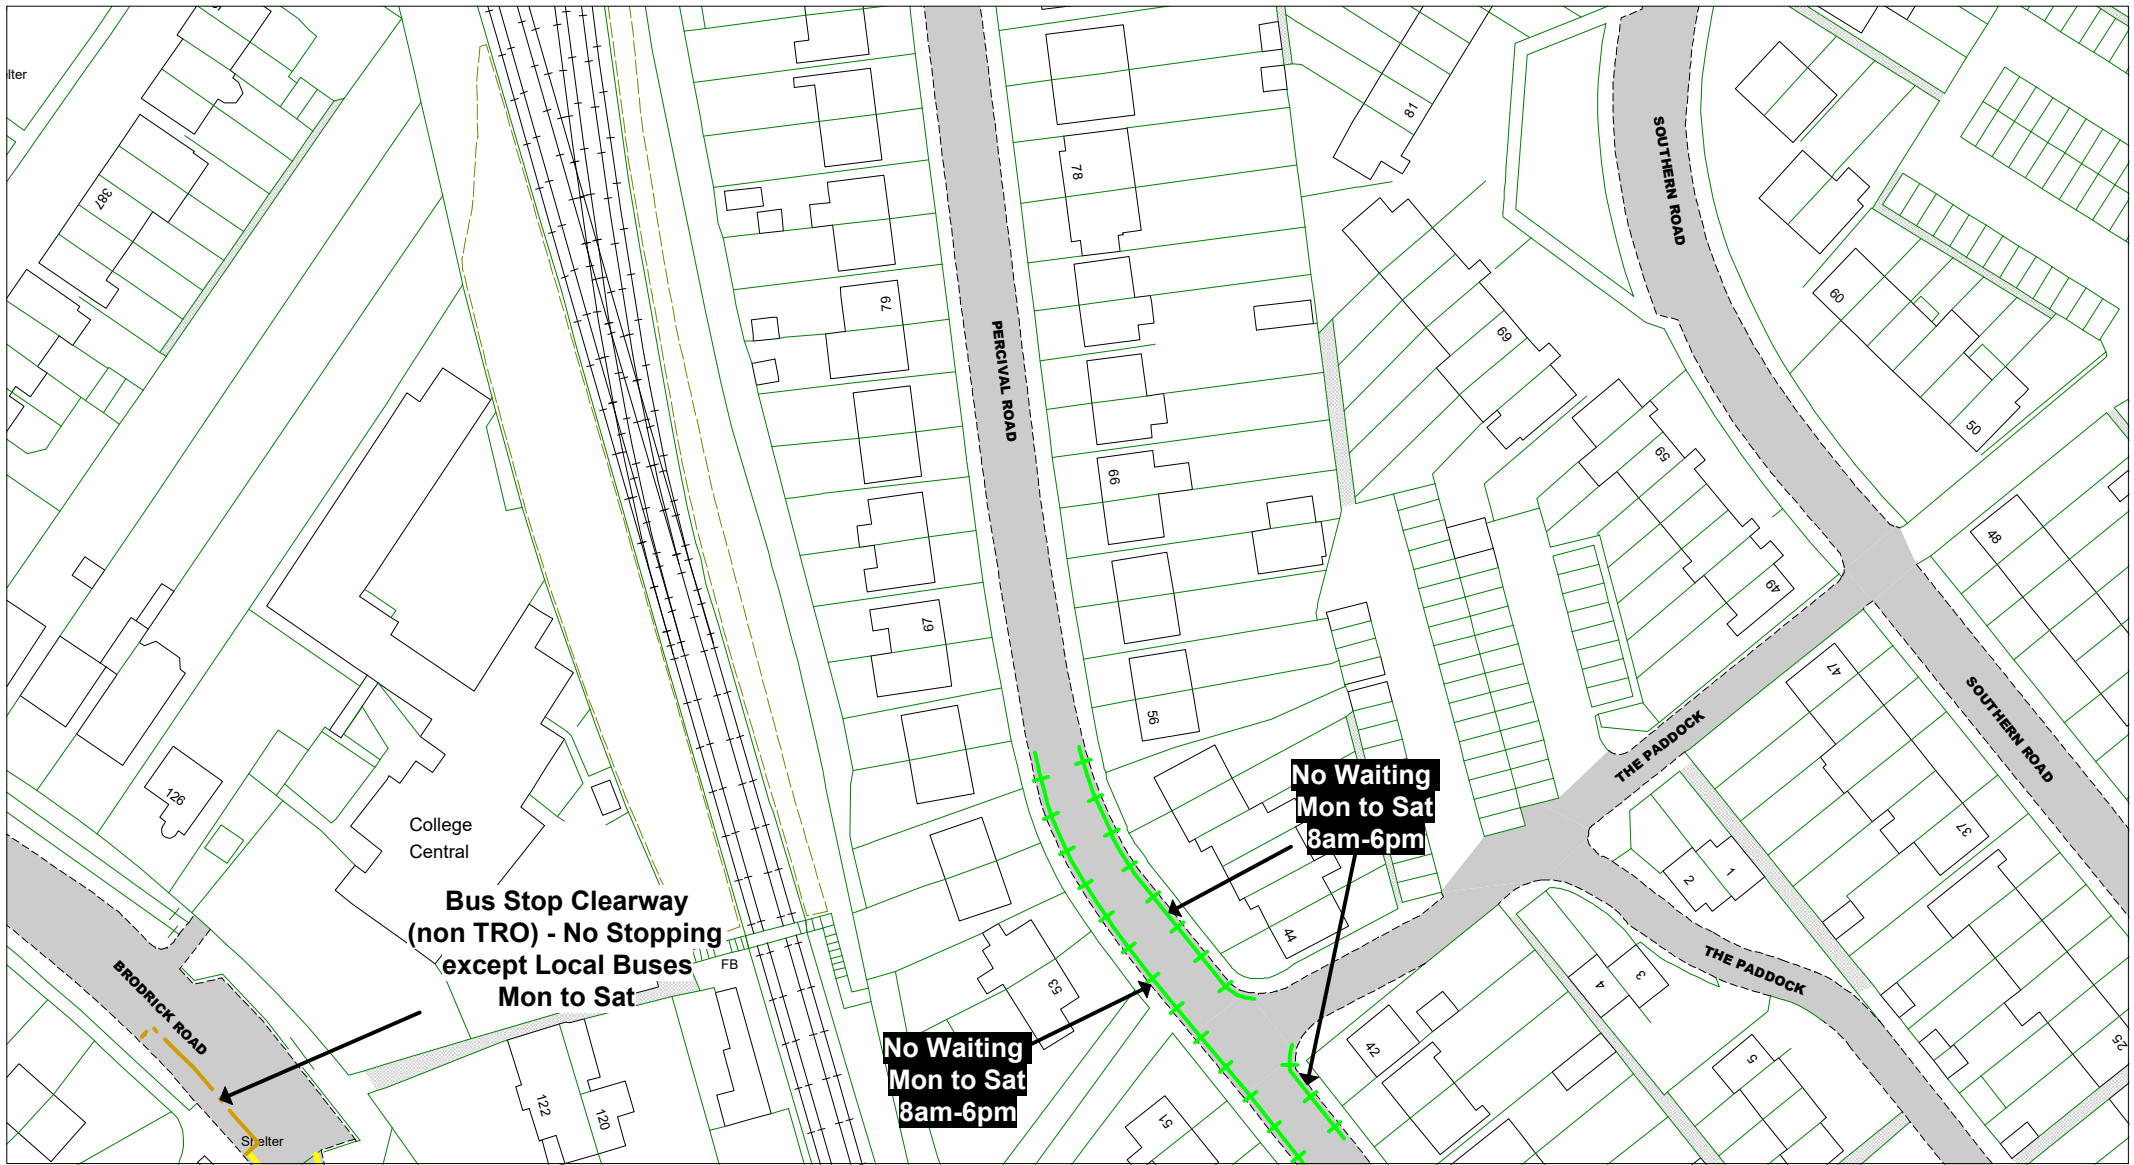 lter
387
81
SOUTHERN ROAD
78
60
79
PERCIVAL ROAD
69
50
59
66
48
49
67
47
SOUTHERN ROAD
56
THE PADDOCK
No Waiting
Mon to Sat
8am-6pm
126
College
Central
37
1
2
Bus Stop Clearway
(non TRO) - No Stopping
except Local Buses
Mon to Sat
44
FB
THE PADDOCK
3
4
53
BRODRICK ROAD
No Waiting
Mon to Sat
8am-6pm
42
25
5
122
120
51
Shelter